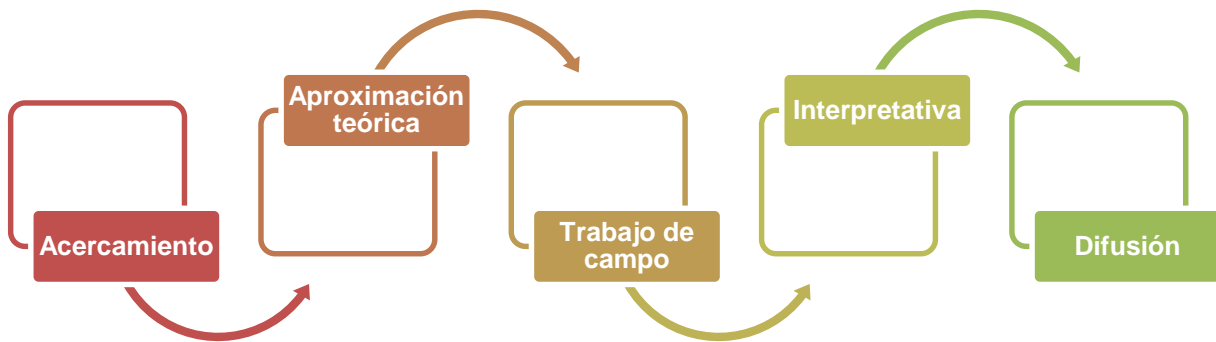 Acercamiento
Aproximación
teórica
Trabajo de
campo
Interpretativa
Difusión